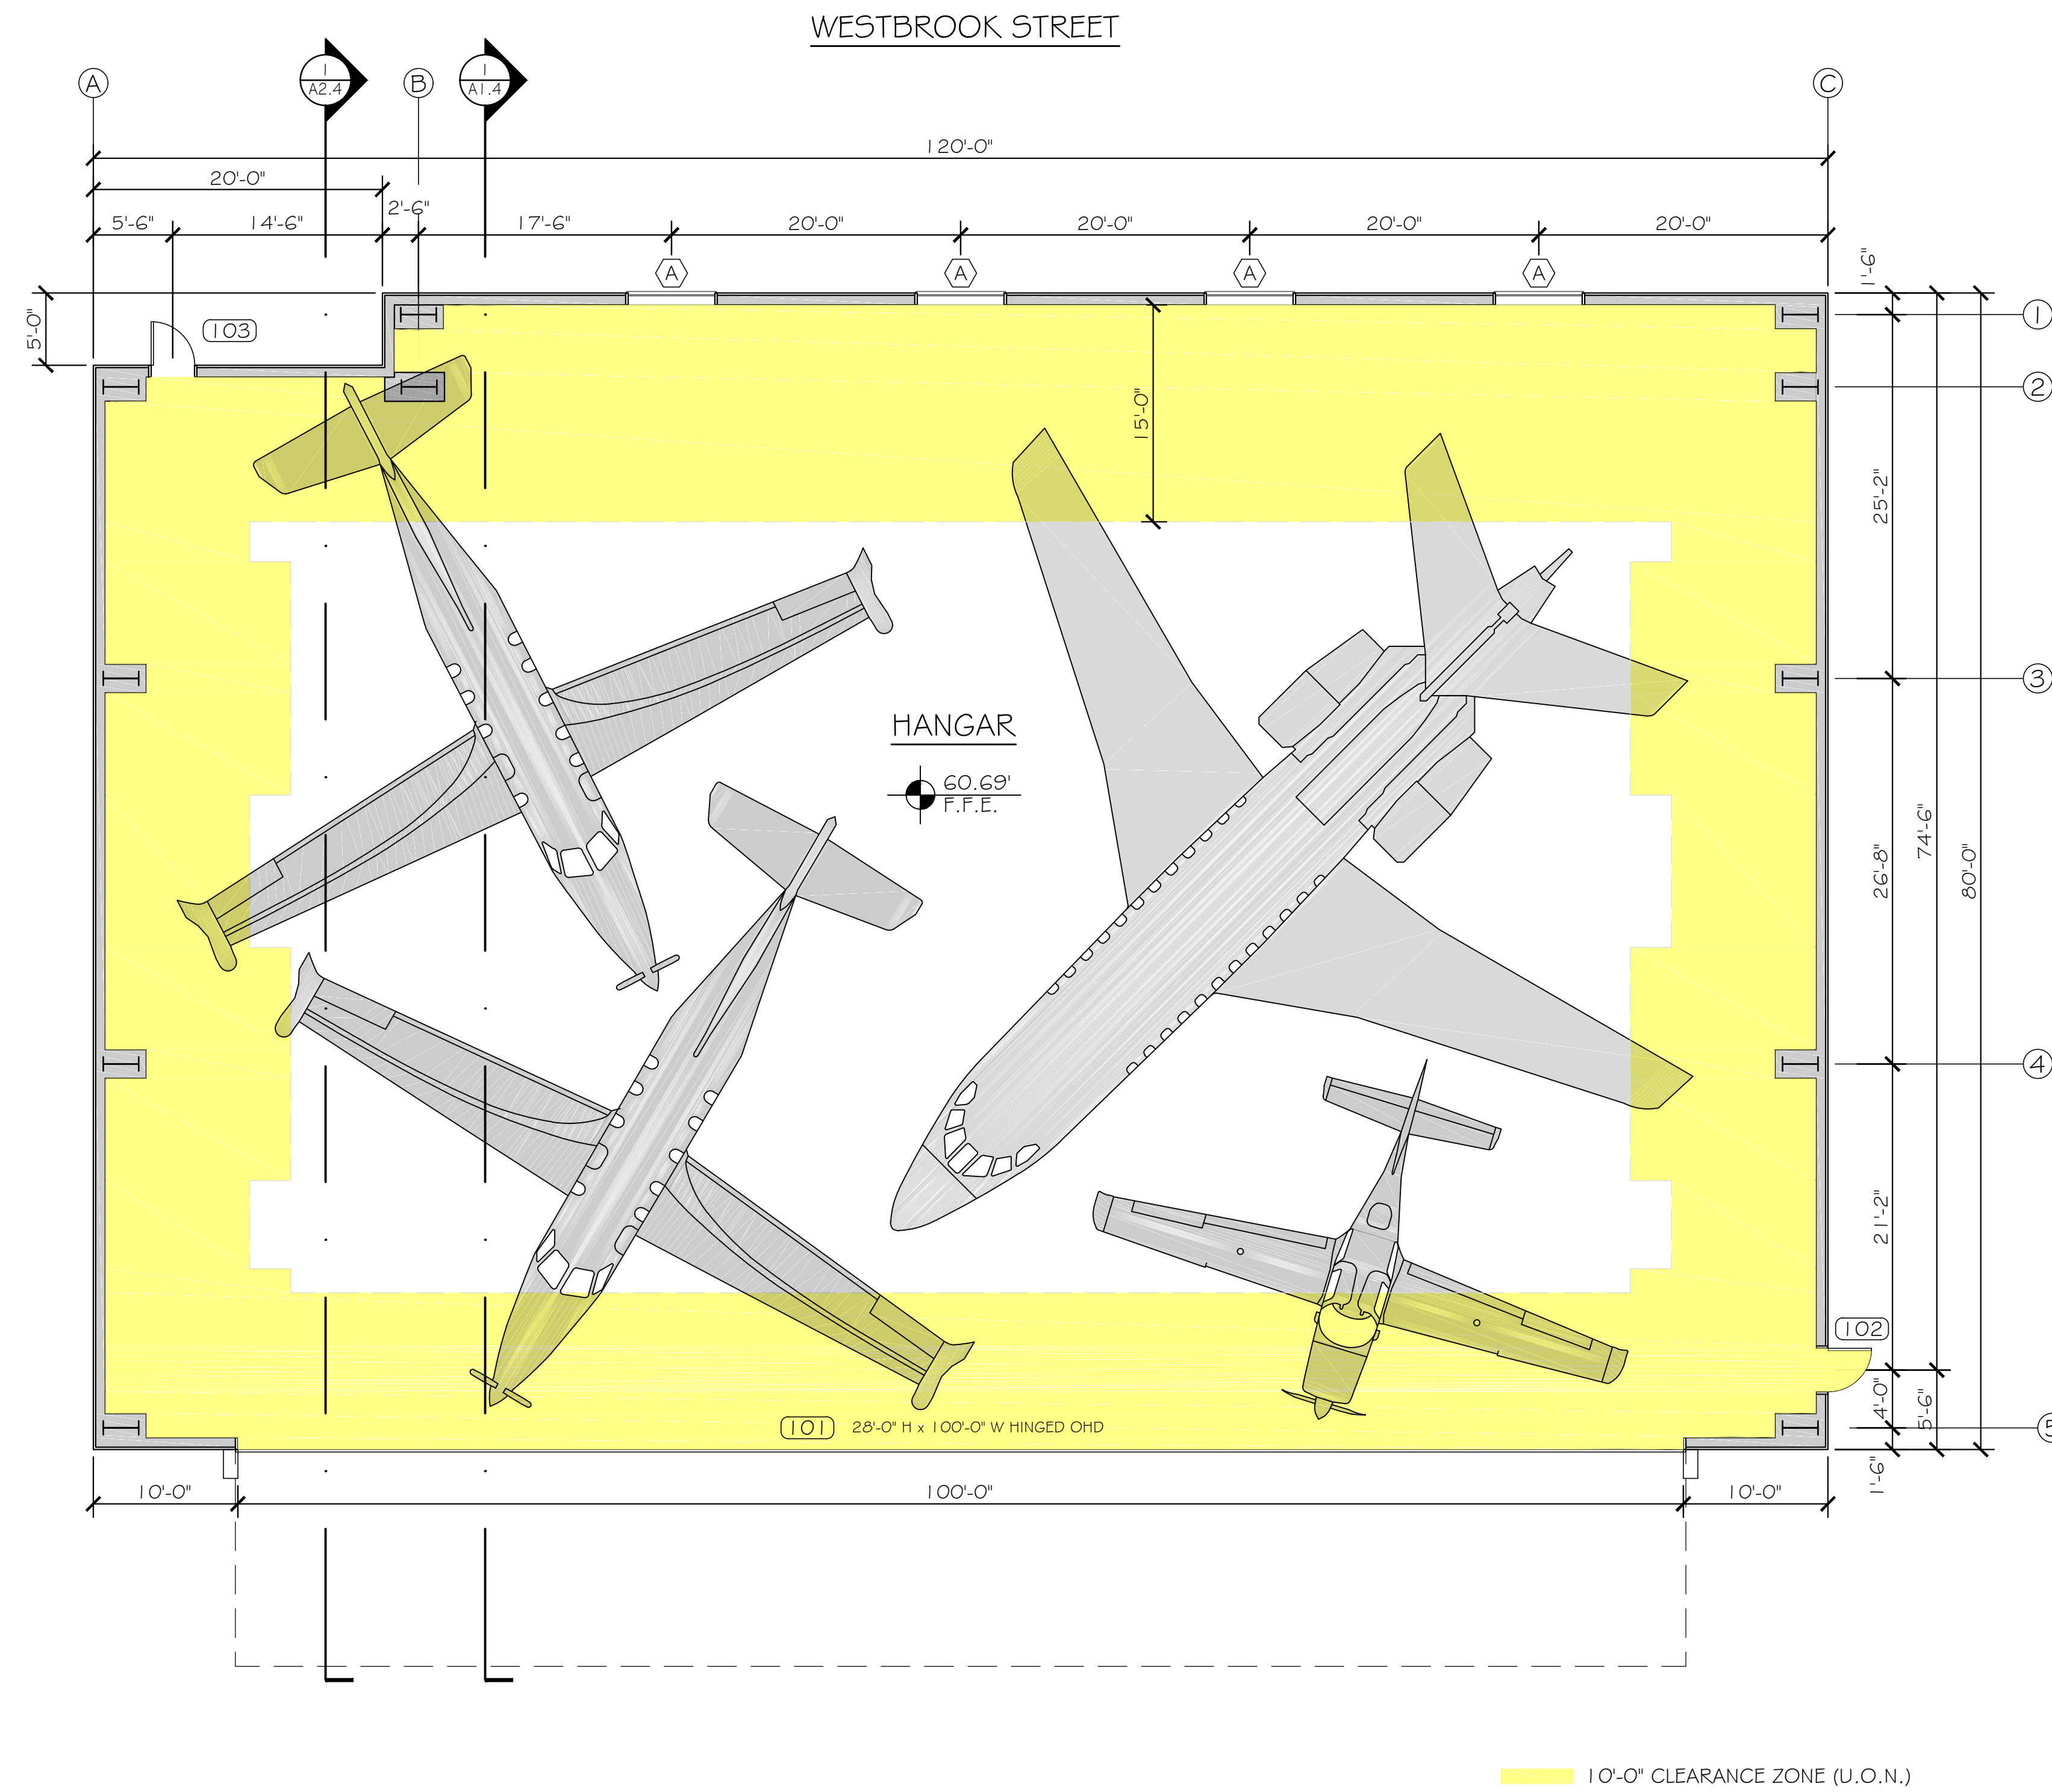 WESTBROOK STREET
A
1
A2.4
B
1
A1.4
C
120'-0"
20'-0"
2'-6"
5'-6"
14'-6"
17'-6"
20'-0"
20'-0"
20'-0"
20'-0"
A
A
A
A
1'-6"
5'-0"
103
1
2
15'-0"
25'-2"
3
HANGAR
60.69'
F.F.E.
74'-6"
80'-0"
26'-8"
4
21'-2"
102
4'-0"
5'-6"
101
28'-0" H x 100'-0" W HINGED OHD
5
1'-6"
10'-0"
100'-0"
10'-0"
10'-0" CLEARANCE ZONE (U.O.N.)